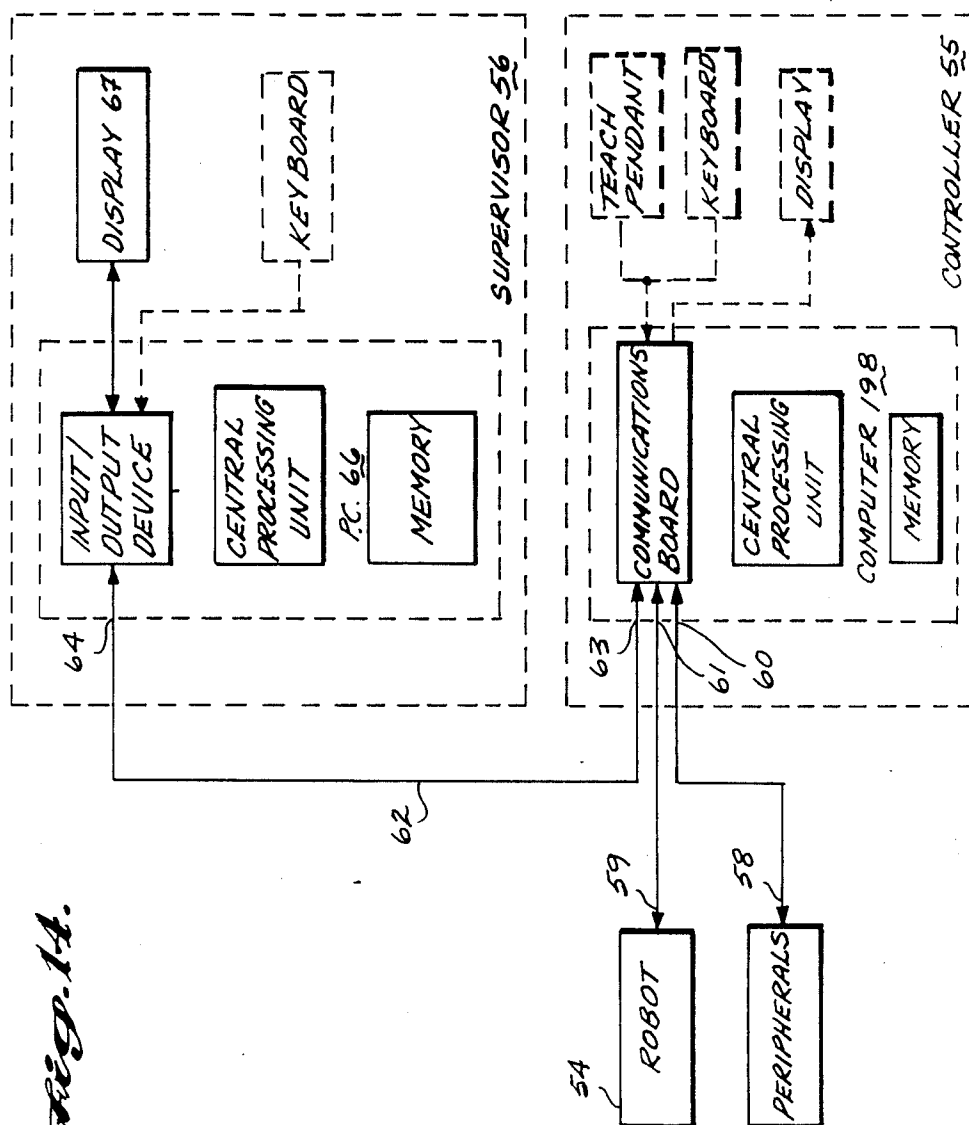 Fig. 14.
DISPLAY 67
KEYBOARD
SUPERVISOR 56
INPUT/
OUTPUT
DEVICE
CENTRAL
PROCESSING
UNIT
P.C. 66
MEMORY
64
62
TEACH
PENDANT
KEYBOARD
DISPLAY
CONTROLLER 55
COMMUNICATIONS
BOARD
CENTRAL
PROCESSING
UNIT
COMPUTER 198
MEMORY
63
61
60
59
58
54
ROBOT
PERIPHERALS